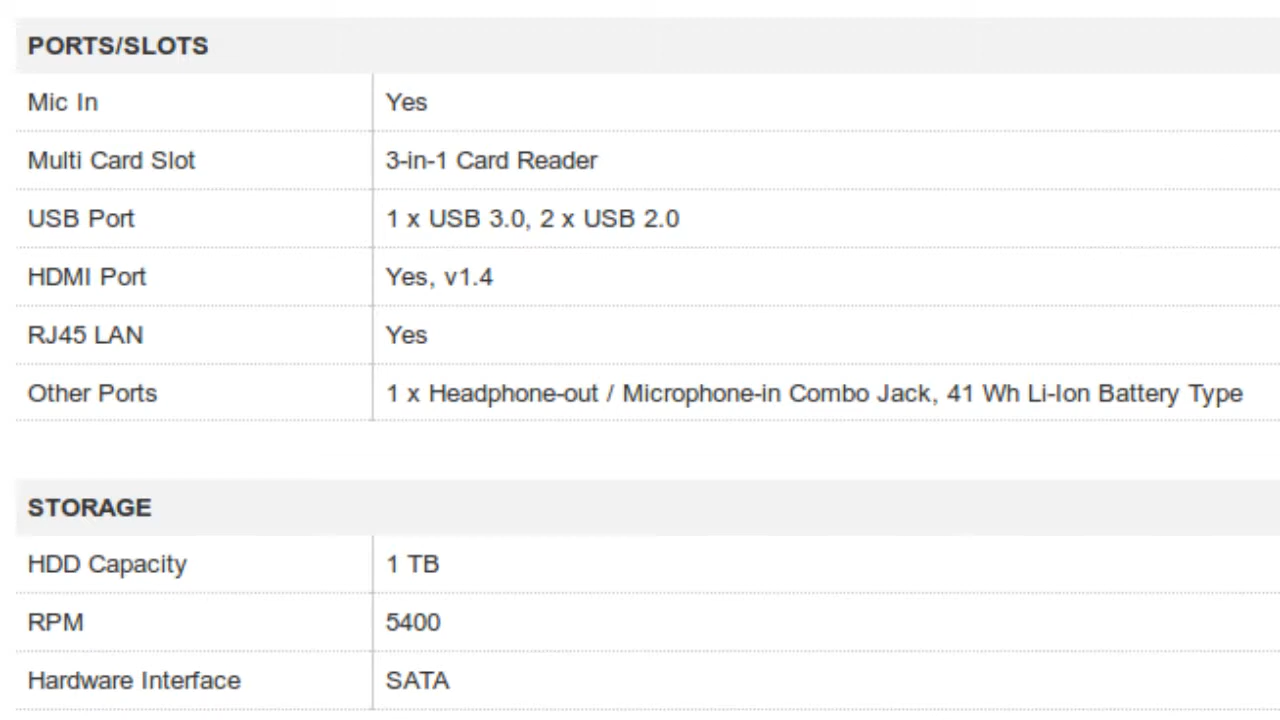 PORTS/SLOTS
Mic In Yes
Multi Card Slot 3-in-1 Card Reader
USB Port 1 x USB 3.0, 2 x USB 2.0
HDMI Port Yes, v1.4
RJ45 LAN Yes
Other Ports 1 x Headphone-out / Microphone-in Combo Jack, 41 Wh Li-Ion Battery Type
STORAGE
HDD Capacity 1 TB
RPM 5400
Hardware Interface SATA